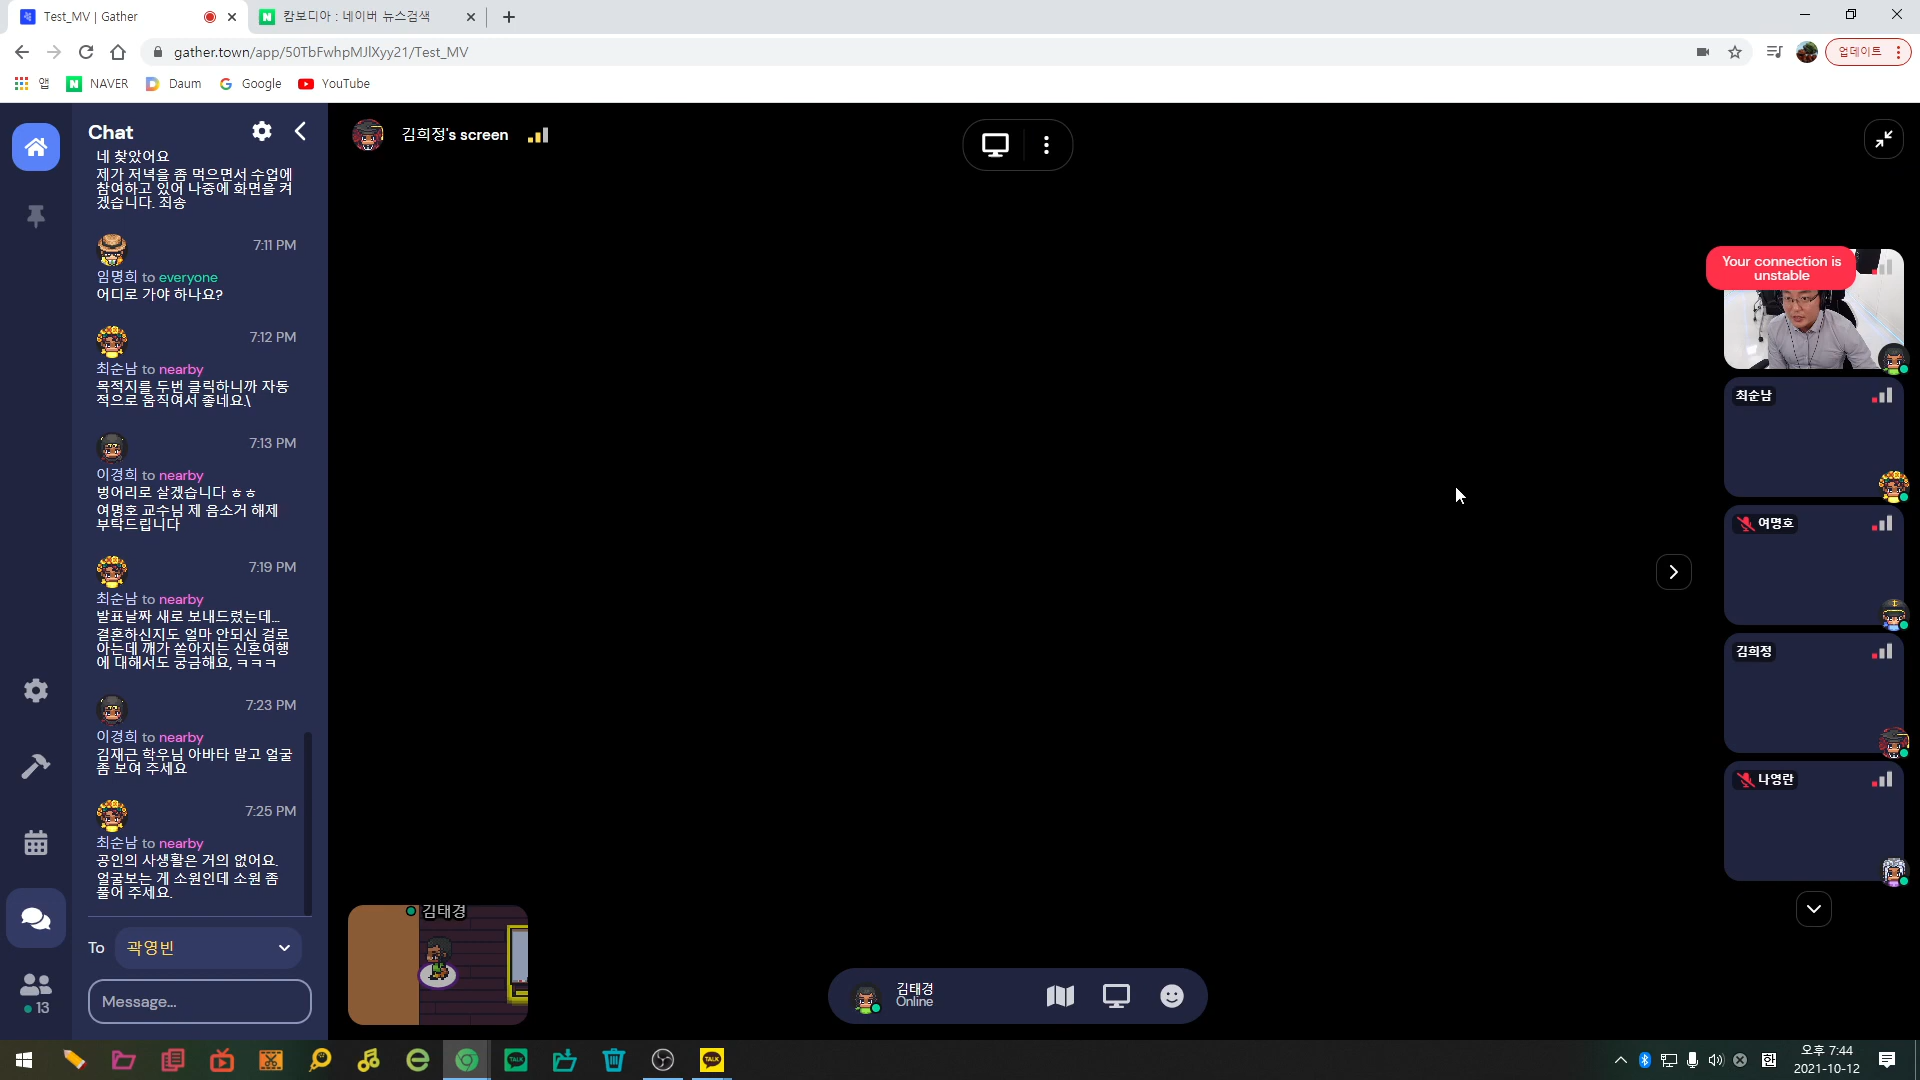 Test_MV | Gather
캄보디아 : 네이버 뉴스검색
gather.town/app/50TbFwhpMJlXyy21/Test_MV
업데이트
앱
NAVER
Daum
Google
YouTube
Chat
네 찾았어요
제가 저녁을 좀 먹으면서 수업에
참여하고 있어 나중에 화면을 켜
겠습니다. 죄송
7:11 PM
임명희 to everyone
어디로 가야 하나요?
7:12 PM
최순남 to nearby
목적지를 두번 클릭하니까 자동
적으로 움직여서 좋네요.\
7:13 PM
이경희 to nearby
벙어리로 살겠습니다 ㅎㅎ
여명호 교수님 제 음소거 해제
부탁드립니다
7:19 PM
최순남 to nearby
발표날짜 새로 보내드렸는데...
결혼하신지도 얼마 안되신 걸로
아는데 깨가 쏟아지는 신혼여행
에 대해서도 궁금해요, ㅋㅋㅋ
7:23 PM
이경희 to nearby
김재근 학우님 아바타 말고 얼굴
좀 보여 주세요
7:25 PM
최순남 to nearby
공인의 사생활은 거의 없어요.
얼굴보는 게 소원인데 소원 좀
풀어 주세요.
To 곽영빈
Message...
13
김희정's screen
Your connection is
unstable
최순남
여명호
김희정
나영란
김태경
김태경
Online
TALK
TALK
한
오후 7:44
2021-10-12